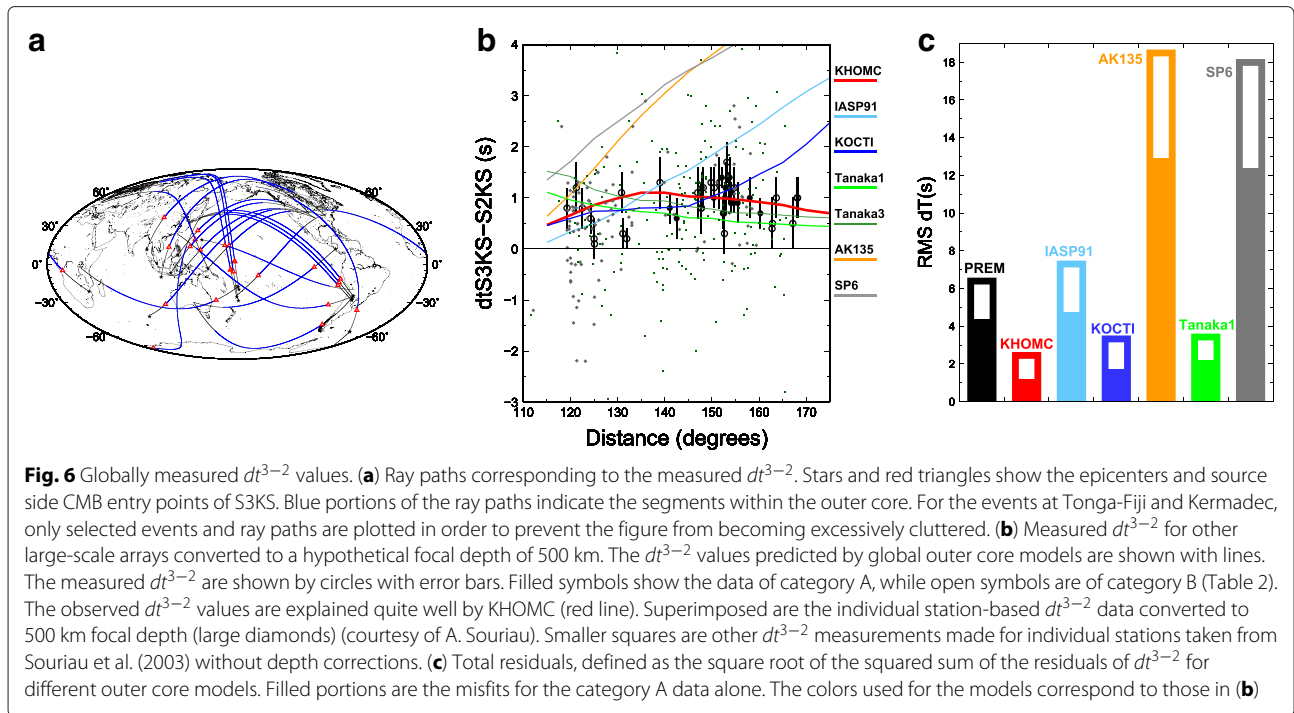 a
60°
30°
0°
−30°
−60°
60°
30°
0°
−30°
−60°
b
dtS3KS−S2KS (s)
4
3
2
1
0
−1
−2
−3
110 120 130 140 150 160 170
Distance (degrees)
KHOMC
IASP91
KOCTI
Tanaka1
Tanaka3
AK135
SP6
c
RMS dT(s)
18
16
14
12
10
8
6
4
2
0
PREM
KHOMC
IASP91
KOCTI
AK135
Tanaka1
SP6
Fig. 6 Globally measured dt³⁻² values. (a) Ray paths corresponding to the measured dt³⁻². Stars and red triangles show the epicenters and source
side CMB entry points of S3KS. Blue portions of the ray paths indicate the segments within the outer core. For the events at Tonga-Fiji and Kermadec,
only selected events and ray paths are plotted in order to prevent the figure from becoming excessively cluttered. (b) Measured dt³⁻² for other
large-scale arrays converted to a hypothetical focal depth of 500 km. The dt³⁻² values predicted by global outer core models are shown with lines.
The measured dt³⁻² are shown by circles with error bars. Filled symbols show the data of category A, while open symbols are of category B (Table 2).
The observed dt³⁻² values are explained quite well by KHOMC (red line). Superimposed are the individual station-based dt³⁻² data converted to
500 km focal depth (large diamonds) (courtesy of A. Souriau). Smaller squares are other dt³⁻² measurements made for individual stations taken from
Souriau et al. (2003) without depth corrections. (c) Total residuals, defined as the square root of the squared sum of the residuals of dt³⁻² for
different outer core models. Filled portions are the misfits for the category A data alone. The colors used for the models correspond to those in (b)